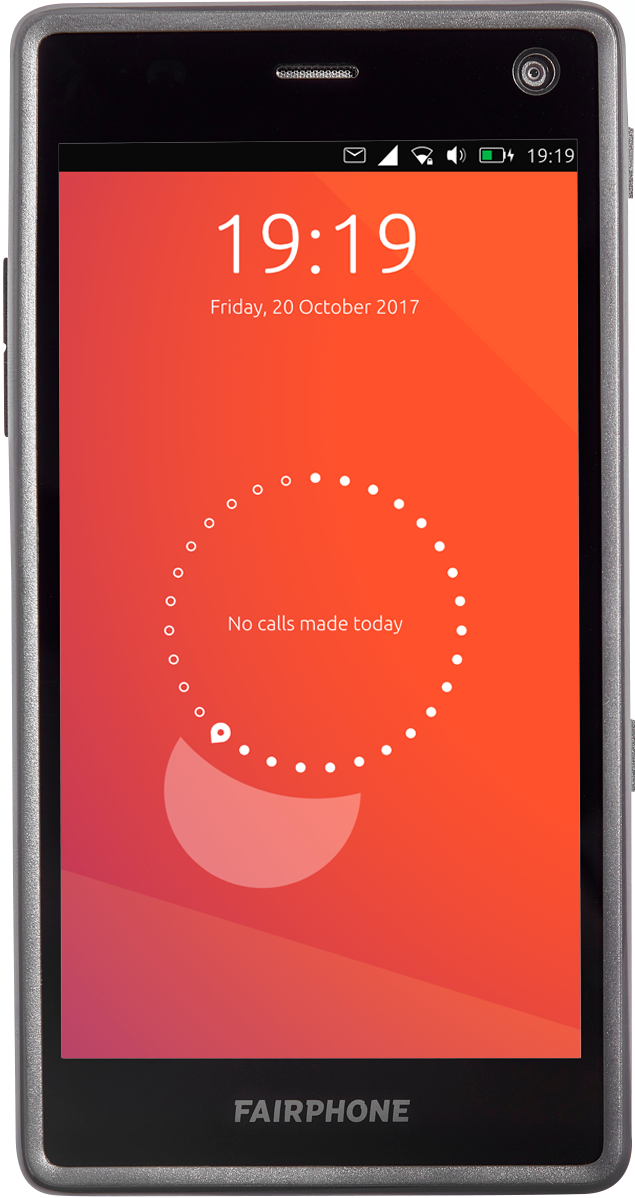 19:19
19:19
Friday, 20 October 2017
No calls made today
FAIRPHONE